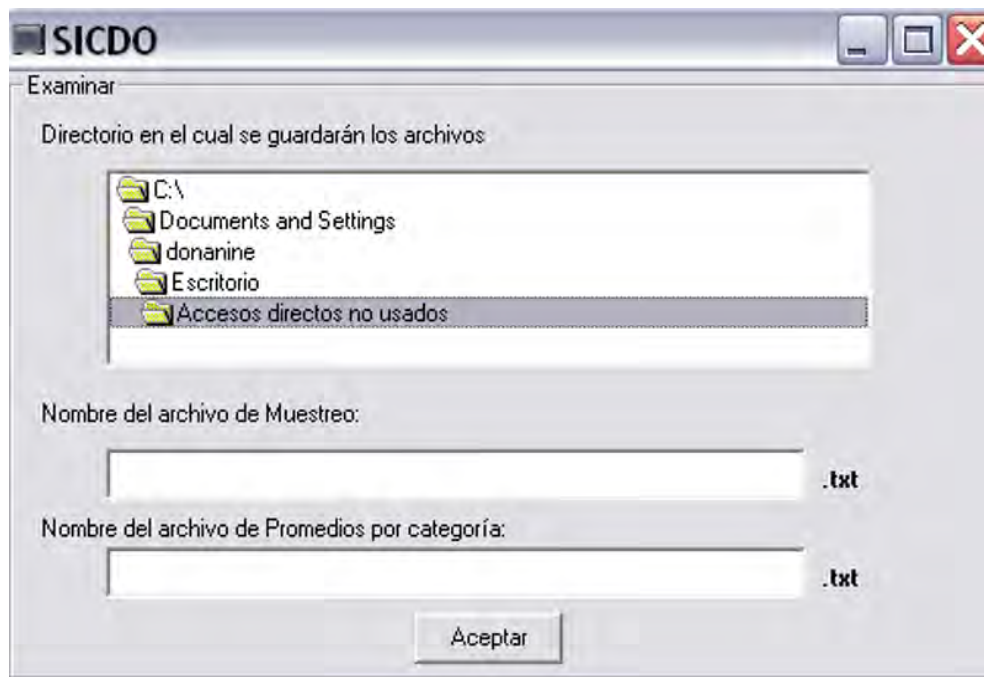 SICDO
Examinar
Directorio en el cual se guardarán los archivos
C:\
Documents and Settings
donanine
Escritorio
Accesos directos no usados
Nombre del archivo de Muestreo:
.txt
Nombre del archivo de Promedios por categoría:
.txt
Aceptar